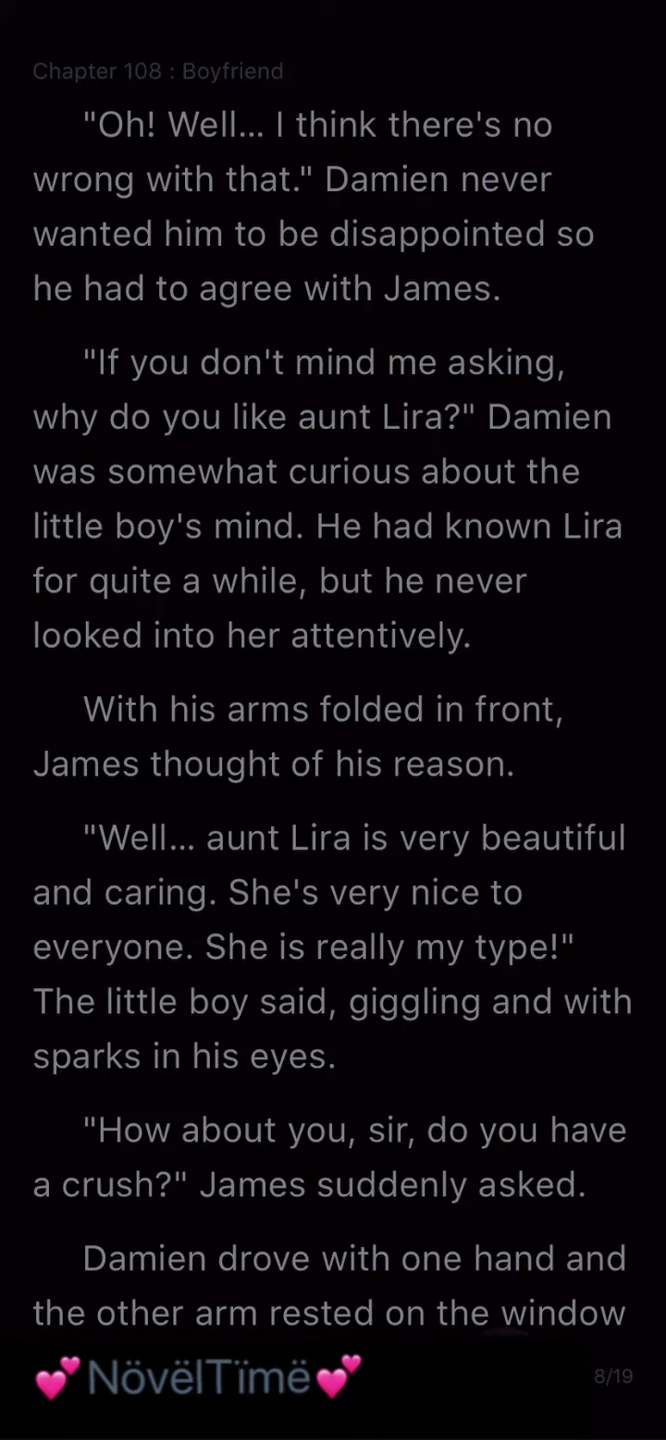 Chapter 108 : Boyfriend
"Oh! Well... I think there's no
wrong with that." Damien never
wanted him to be disappointed so
he had to agree with James.
"If you don't mind me asking,
why do you like aunt Lira?" Damien
was somewhat curious about the
little boy's mind. He had known Lira
for quite a while, but he never
looked into her attentively.
With his arms folded in front,
James thought of his reason.
"Well... aunt Lira is very beautiful
and caring. She's very nice to
everyone. She is really my type!"
The little boy said, giggling and with
sparks in his eyes.
"How about you, sir, do you have
a crush?" James suddenly asked.
Damien drove with one hand and
the other arm rested on the window
💕NövëlTïmë💕
8/19